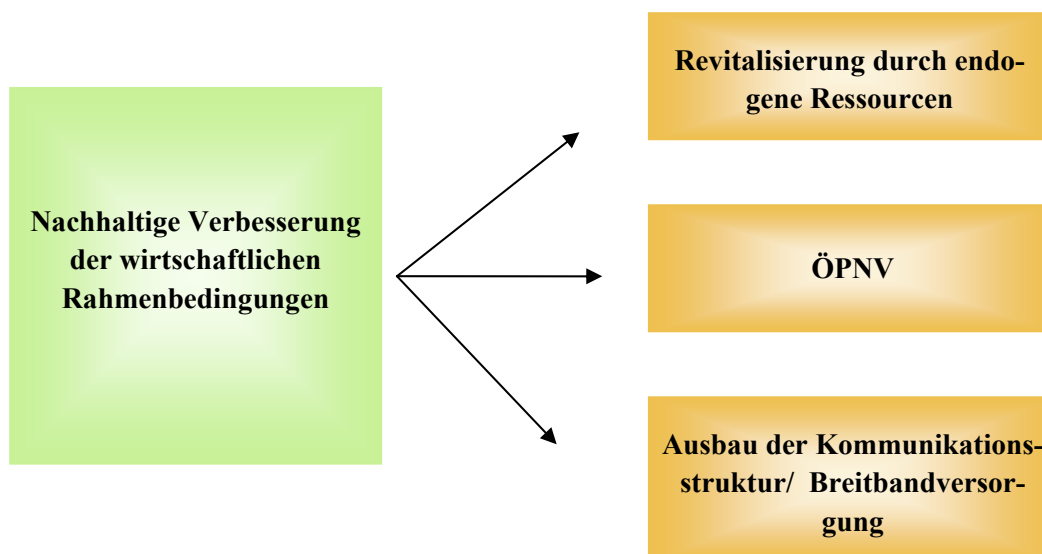 Nachhaltige Verbesserung
der wirtschaftlichen
Rahmenbedingungen
Revitalisierung durch endo-
gene Ressourcen
ÖPNV
Ausbau der Kommunikations-
struktur/ Breitbandversor-
gung